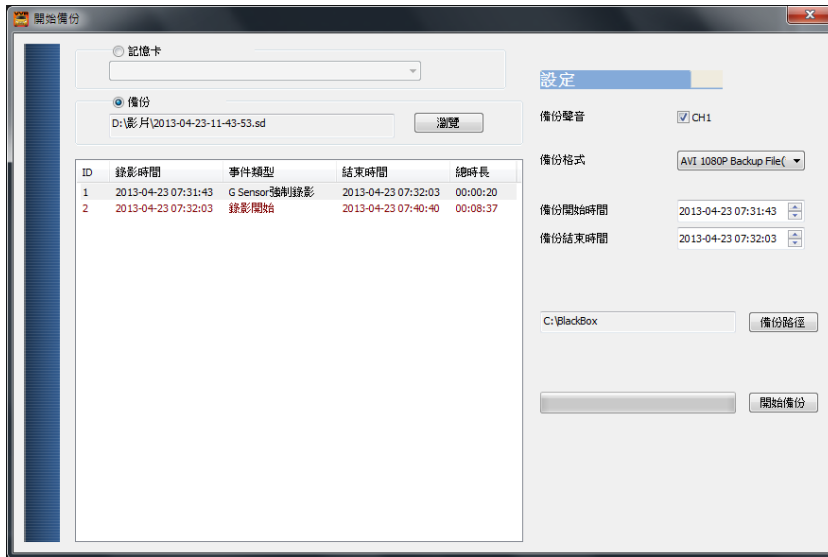 開始備份
記憶卡
備份
D:\影片\2013-04-23-11-43-53.sd
瀏覽
ID 錄影時間 事件類型 結束時間 總時長
1 2013-04-23 07:31:43 G Sensor強制錄影 2013-04-23 07:32:03 00:00:20
2 2013-04-23 07:32:03 錄影開始 2013-04-23 07:40:40 00:08:37
設定
備份聲音 CH1
備份格式 AVI 1080P Backup File(
備份開始時間 2013-04-23 07:31:43
備份結束時間 2013-04-23 07:32:03
C:\BlackBox 備份路徑
開始備份